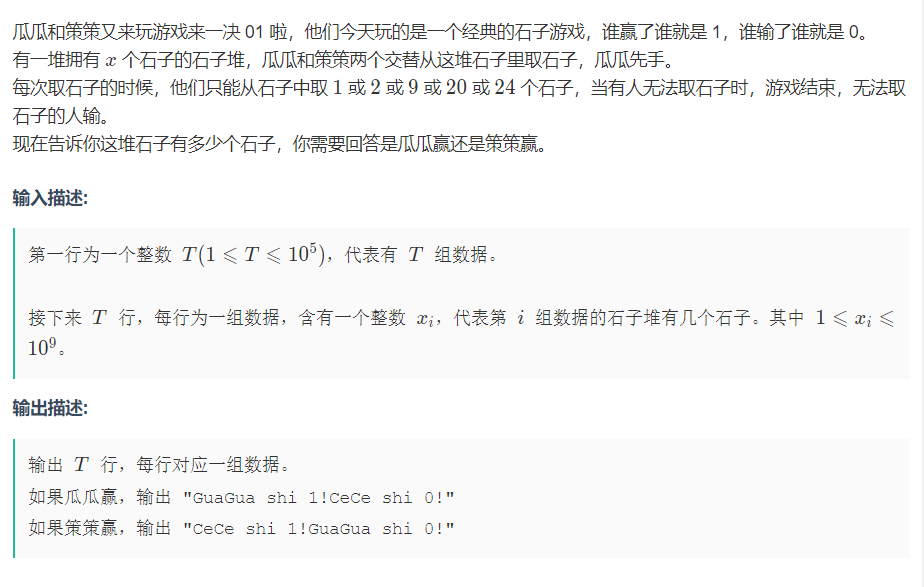 瓜瓜和策策又来玩游戏来一决 01 啦，他们今天玩的是一个经典的石子游戏，谁赢了谁就是 1，谁输了谁就是 0。
有一堆拥有 x 个石子的石子堆，瓜瓜和策策两个交替从这堆石子里取石子，瓜瓜先手。
每次取石子的时候，他们只能从石子中取 1 或 2 或 9 或 20 或 24 个石子，当有人无法取石子时，游戏结束，无法取
石子的人输。
现在告诉你这堆石子有多少个石子，你需要回答是瓜瓜赢还是策策赢。
输入描述:
第一行为一个整数 T(1 ⩽ T ⩽ 10^5)，代表有 T 组数据。
接下来 T 行，每行为一组数据，含有一个整数 x_i，代表第 i 组数据的石子堆有几个石子。其中 1 ⩽ x_i ⩽
10^9。
输出描述:
输出 T 行，每行对应一组数据。
如果瓜瓜赢，输出 "GuaGua shi 1!CeCe shi 0!"
如果策策赢，输出 "CeCe shi 1!GuaGua shi 0!"